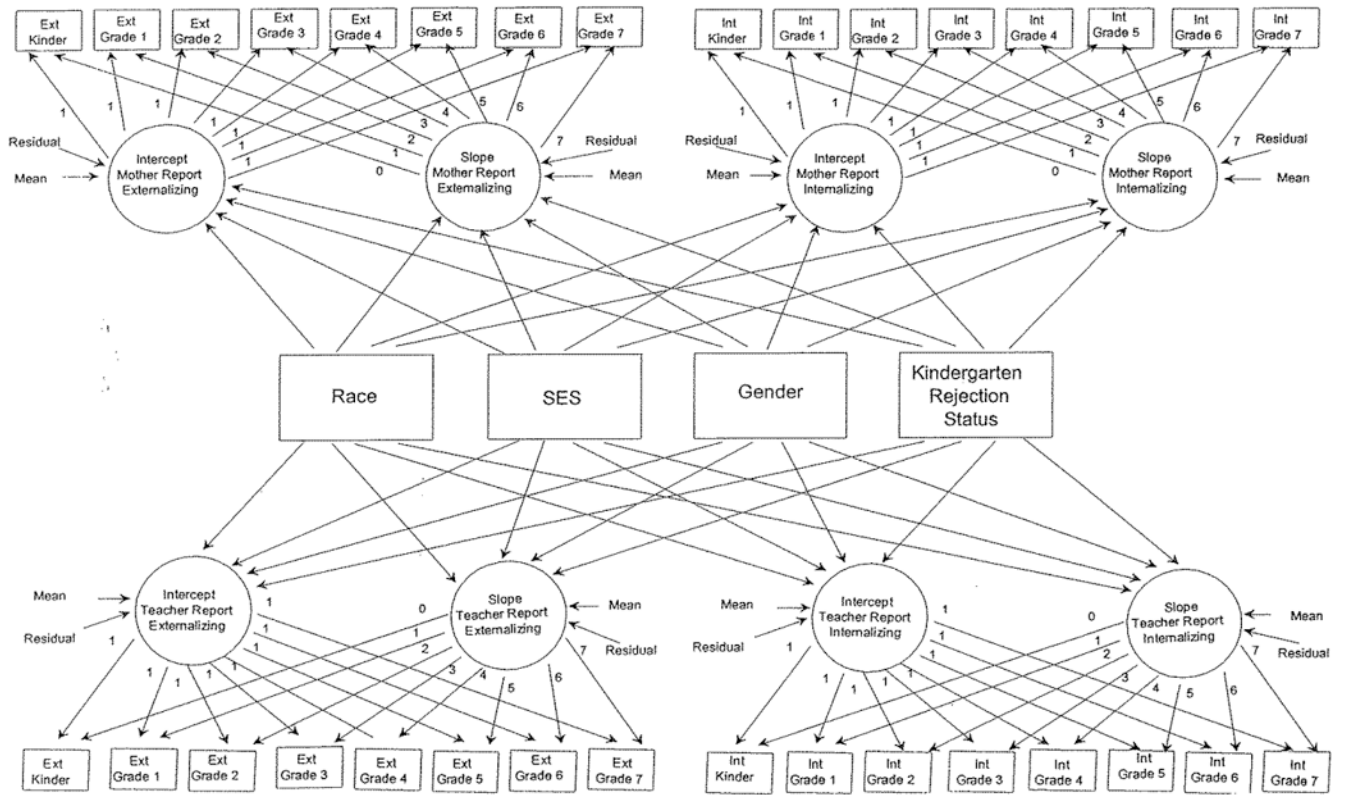 Ext
Kinder
Ext
Grade 1
Ext
Grade 2
Ext
Grade 3
Ext
Grade 4
Ext
Grade 5
Ext
Grade 6
Ext
Grade 7
Int
Kinder
Int
Grade 1
Int
Grade 2
Int
Grade 3
Int
Grade 4
Int
Grade 5
Int
Grade 6
Int
Grade 7
1
1
1
1
1
1
1
1
0
1
2
3
4
5
6
7
Residual
Mean
Intercept
Mother Report
Externalizing
Slope
Mother Report
Externalizing
Residual
Mean
1
1
1
1
1
1
1
1
0
1
2
3
4
5
6
7
Residual
Mean
Intercept
Mother Report
Internalizing
Slope
Mother Report
Internalizing
Residual
Mean
Race
SES
Gender
Kindergarten
Rejection
Status
Mean
Residual
Intercept
Teacher Report
Externalizing
Slope
Teacher Report
Externalizing
Mean
Residual
1
1
1
1
1
1
1
1
0
1
2
3
4
5
6
7
Mean
Residual
Intercept
Teacher Report
Internalizing
Slope
Teacher Report
Internalizing
Mean
Residual
1
1
1
1
1
1
1
1
0
1
2
3
4
5
6
7
Ext
Kinder
Ext
Grade 1
Ext
Grade 2
Ext
Grade 3
Ext
Grade 4
Ext
Grade 5
Ext
Grade 6
Ext
Grade 7
Int
Kinder
Int
Grade 1
Int
Grade 2
Int
Grade 3
Int
Grade 4
Int
Grade 5
Int
Grade 6
Int
Grade 7